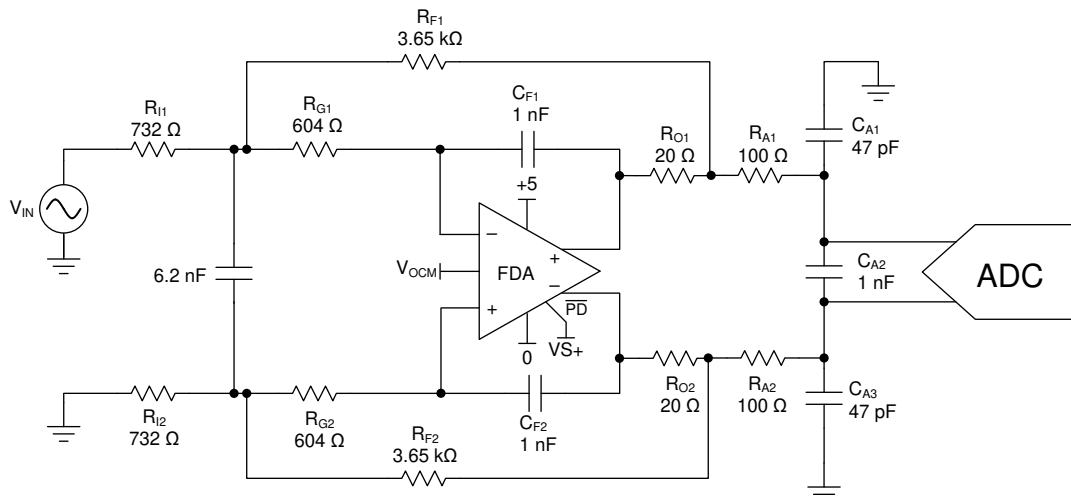 RF1
3.65 kΩ
CF1
1 nF
RI1
732 Ω
RG1
604 Ω
RO1
20 Ω
RA1
100 Ω
CA1
47 pF
VIN
+5
−
+
VOCM
FDA
6.2 nF
CA2
1 nF
ADC
+
−
PD
0
VS+
RI2
732 Ω
RG2
604 Ω
CF2
1 nF
RO2
20 Ω
RA2
100 Ω
CA3
47 pF
RF2
3.65 kΩ